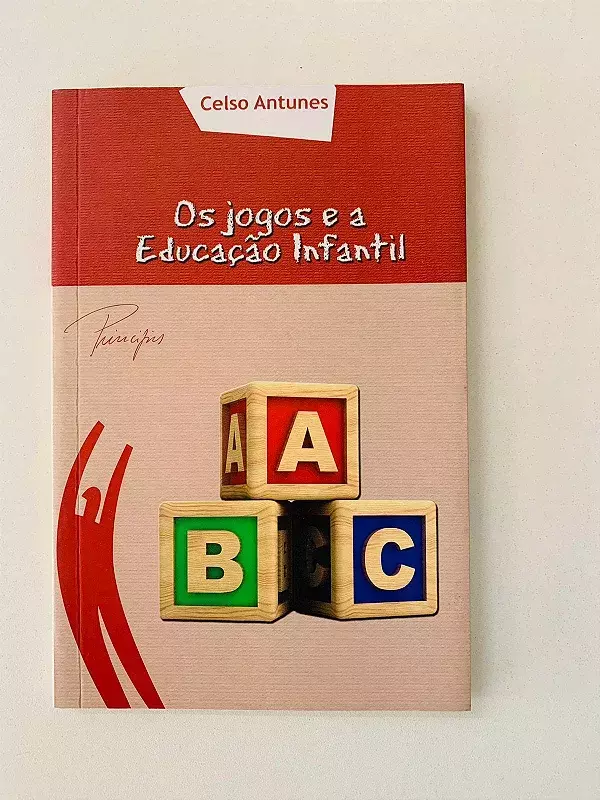 Celso Antunes
Os jogos e a
Educação Infantil
Principis
A A
B C C